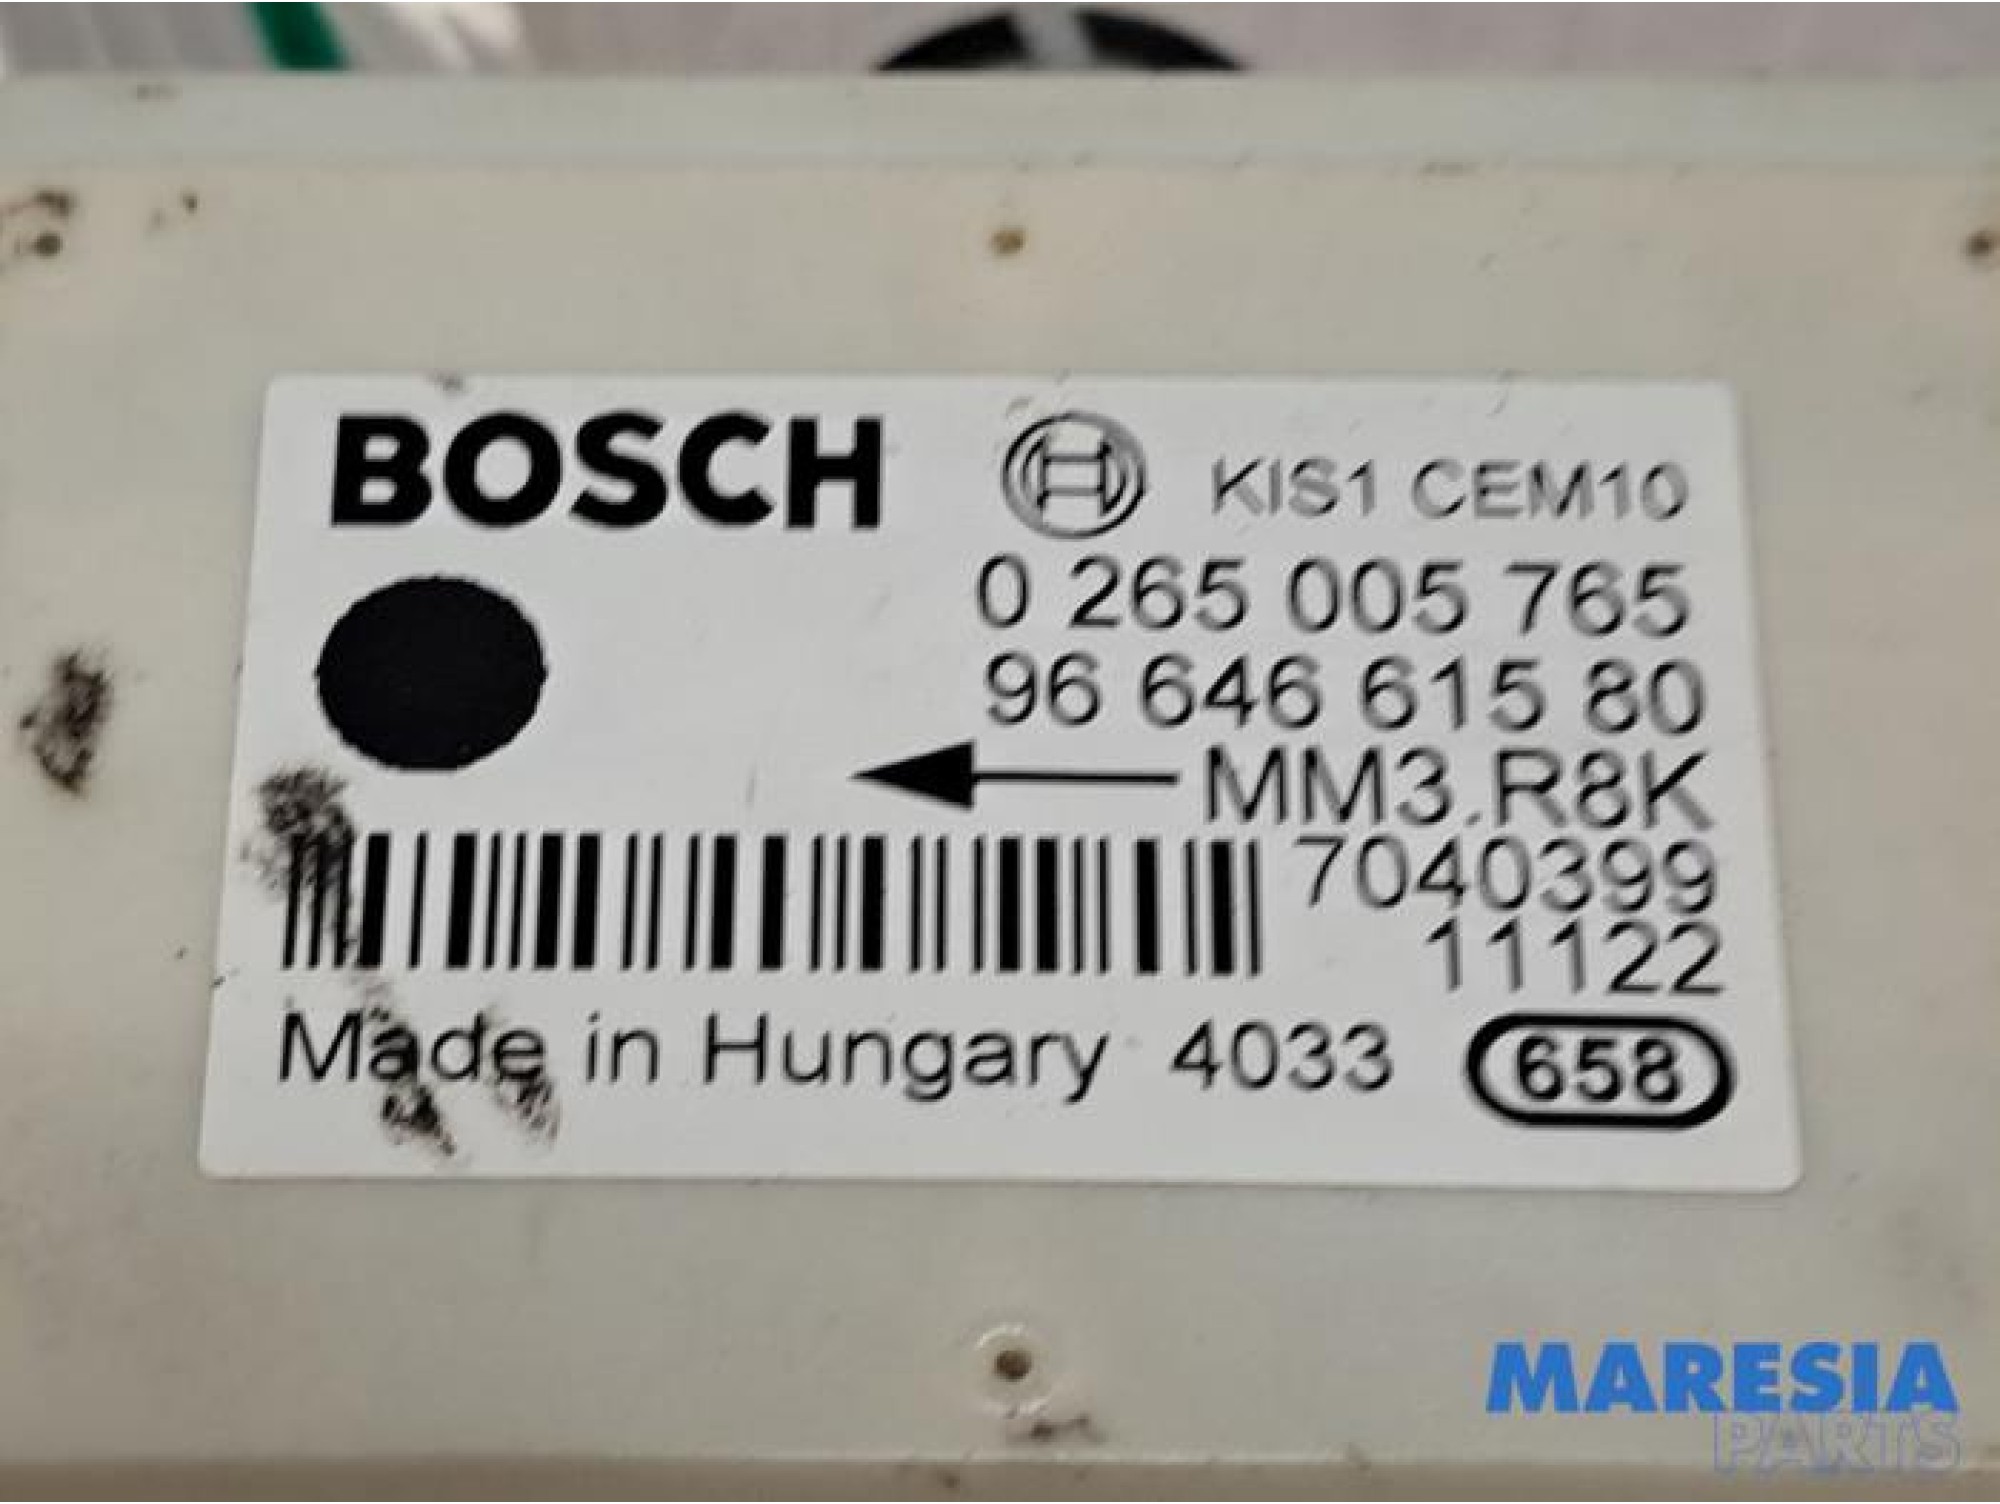 BOSCH KIS1 CEM10
0 265 005 765
96 646 615 80
MM3.R8K
7040399
11122
Made in Hungary 4033 658
MARESIA
PARTS